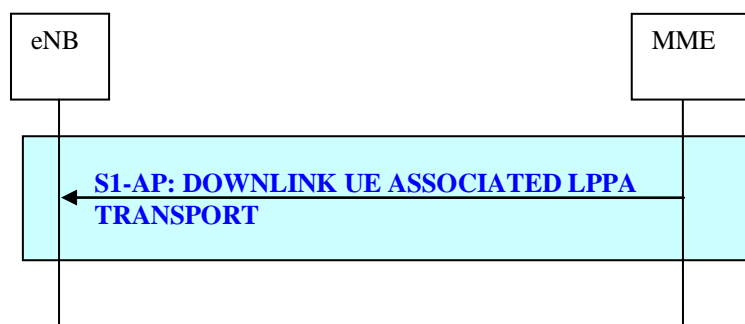 eNB
MME
S1-AP: DOWNLINK UE ASSOCIATED LPPA
TRANSPORT